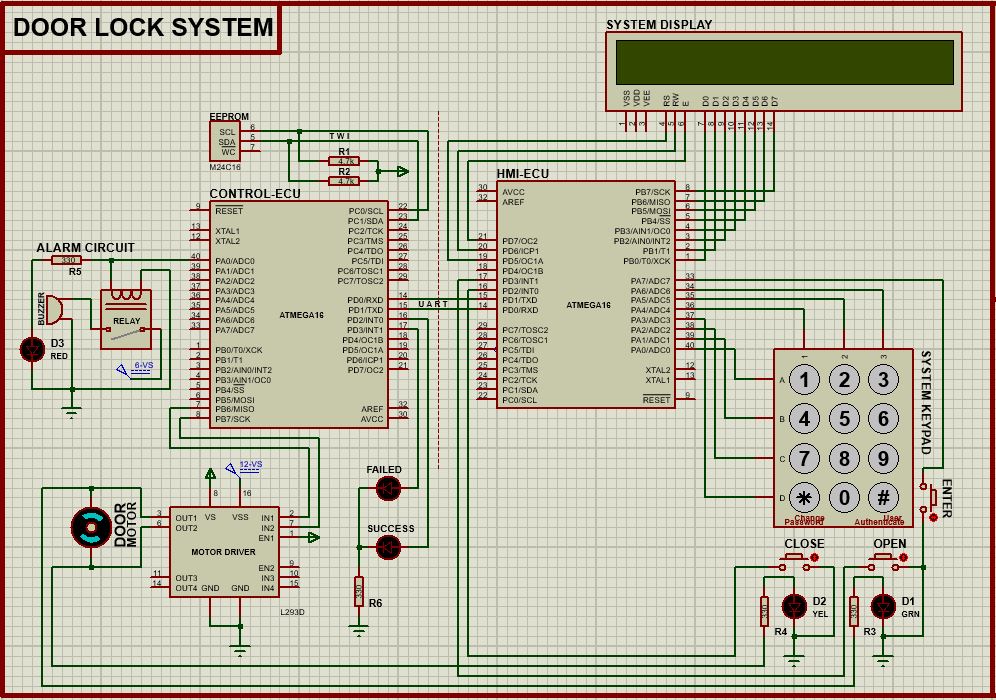 DOOR LOCK SYSTEM
SYSTEM DISPLAY
VSS VDD VEE RS RW E D0 D1 D2 D3 D4 D5 D6 D7
1 2 3 4 5 6 7 8 9 10 11 12 13 14
EEPROM
SCL 6
SDA 5
WC 7
M24C16
TWI
R1
4.7k
R2
4.7k
CONTROL-ECU
9 RESET
13 XTAL1
12 XTAL2
40 PA0/ADC0
39 PA1/ADC1
38 PA2/ADC2
37 PA3/ADC3
36 PA4/ADC4
35 PA5/ADC5
34 PA6/ADC6
33 PA7/ADC7
1 PB0/T0/XCK
2 PB1/T1
3 PB2/AIN0/INT2
4 PB3/AIN1/OC0
5 PB4/SS
6 PB5/MOSI
7 PB6/MISO
8 PB7/SCK
PC0/SCL 22
PC1/SDA 23
PC2/TCK 24
PC3/TMS 25
PC4/TDO 26
PC5/TDI 27
PC6/TOSC1 28
PC7/TOSC2 29
PD0/RXD 14
PD1/TXD 15
PD2/INT0 16
PD3/INT1 17
PD4/OC1B 18
PD5/OC1A 19
PD6/ICP1 20
PD7/OC2 21
AREF 32
AVCC 30
ATMEGA16
UART
HMI-ECU
30 AVCC
32 AREF
21 PD7/OC2
20 PD6/ICP1
19 PD5/OC1A
18 PD4/OC1B
17 PD3/INT1
16 PD2/INT0
15 PD1/TXD
14 PD0/RXD
29 PC7/TOSC2
28 PC6/TOSC1
27 PC5/TDI
26 PC4/TDO
25 PC3/TMS
24 PC2/TCK
23 PC1/SDA
22 PC0/SCL
PB7/SCK 8
PB6/MISO 7
PB5/MOSI 6
PB4/SS 5
PB3/AIN1/OC0 4
PB2/AIN0/INT2 3
PB1/T1 2
PB0/T0/XCK 1
PA7/ADC7 33
PA6/ADC6 34
PA5/ADC5 35
PA4/ADC4 36
PA3/ADC3 37
PA2/ADC2 38
PA1/ADC1 39
PA0/ADC0 40
XTAL2 12
XTAL1 13
RESET 9
ATMEGA16
ALARM CIRCUIT
330
R5
BUZZER
RELAY
D3
RED
6-VS
12-VS
DOOR
MOTOR
8 16
VS VSS
3 OUT1
6 OUT2
11 OUT3
14 OUT4
IN1 2
IN2 7
EN1 1
EN2 9
IN3 10
IN4 15
GND GND
MOTOR DRIVER
L293D
FAILED
SUCCESS
330
R6
SYSTEM KEYPAD
1 2 3
A 1 2 3
B 4 5 6
C 7 8 9
D * 0 #
Change
Password
User
Authenticate
ENTER
CLOSE
OPEN
330
R4
D2
YEL
330
R3
D1
GRN